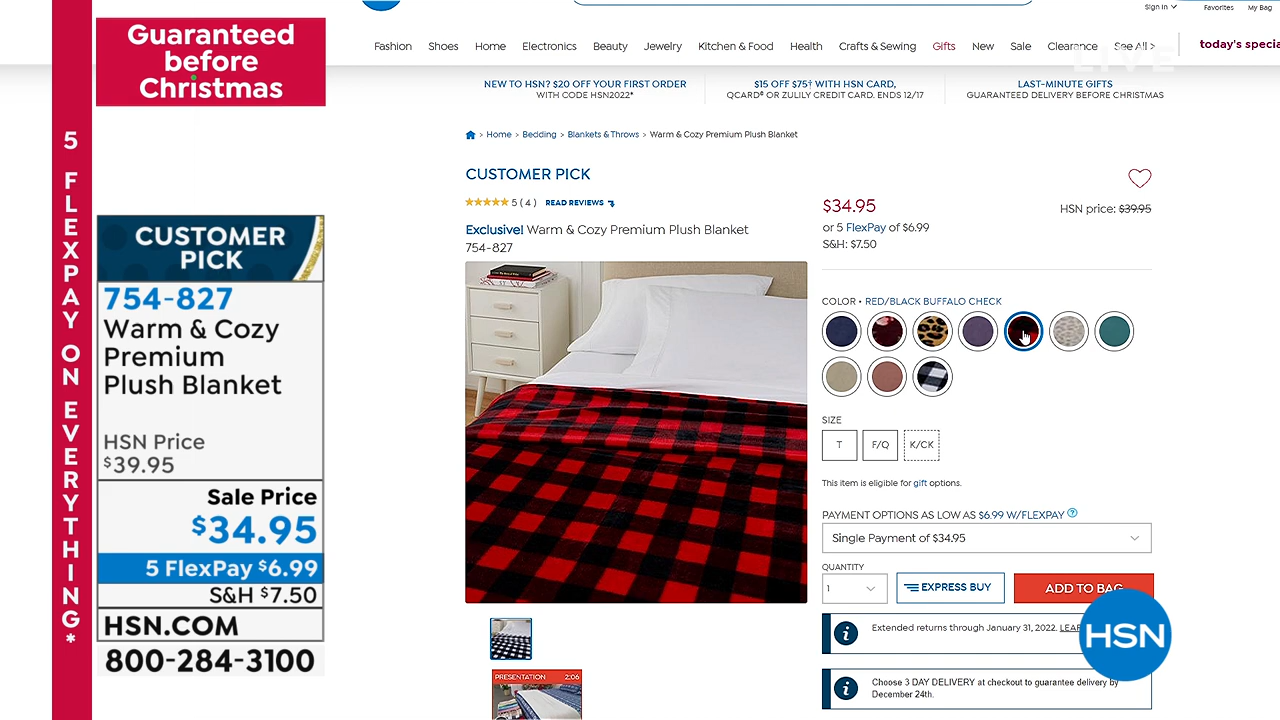 Guaranteed
before
Christmas
5 FLEXPAY ON EVERYTHING*
CUSTOMER
PICK
754-827
Warm & Cozy
Premium
Plush Blanket
HSN Price
$39.95
Sale Price
$34.95
5 FlexPay $6.99
S&H $7.50
HSN.COM
800-284-3100
Sign In
Favorites
My Bag
Fashion Shoes Home Electronics Beauty Jewelry Kitchen & Food Health Crafts & Sewing Gifts New Sale Clearance See All >
today's specia
LIVE
NEW TO HSN? $20 OFF YOUR FIRST ORDER
WITH CODE HSN2022*
$15 OFF $75† WITH HSN CARD,
QCARD® OR ZULILY CREDIT CARD. ENDS 12/17
LAST-MINUTE GIFTS
GUARANTEED DELIVERY BEFORE CHRISTMAS
> Home > Bedding > Blankets & Throws > Warm & Cozy Premium Plush Blanket
CUSTOMER PICK
5 ( 4 ) READ REVIEWS
Exclusive! Warm & Cozy Premium Plush Blanket
754-827
PRESENTATION 2:06
$34.95
HSN price: $39.95
or 5 FlexPay of $6.99
S&H: $7.50
COLOR • RED/BLACK BUFFALO CHECK
SIZE
T F/Q K/CK
This item is eligible for gift options.
PAYMENT OPTIONS AS LOW AS $6.99 W/FLEXPAY ?
Single Payment of $34.95
QUANTITY
1
EXPRESS BUY
ADD TO BAG
Extended returns through January 31, 2022. LEA
HSN
Choose 3 DAY DELIVERY at checkout to guarantee delivery by
December 24th.